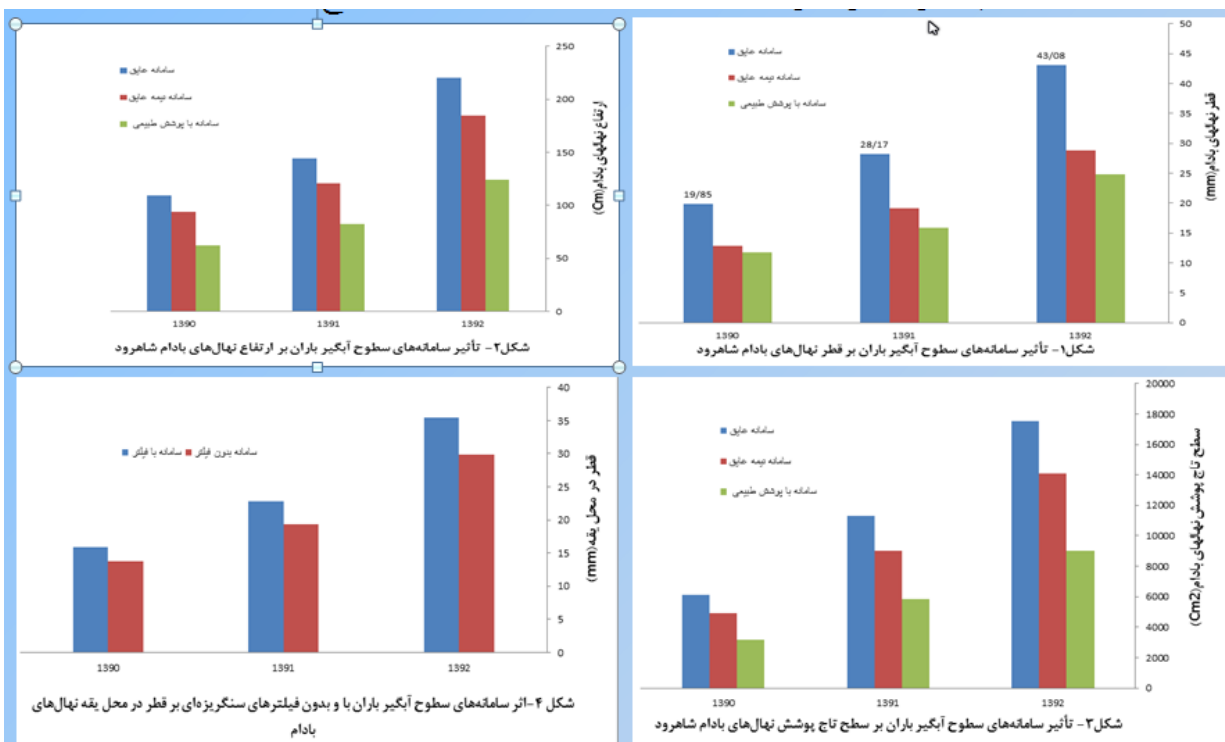 50
45
40
35
30
25
20
15
10
5
0
قطر نهالهای بادام(mm)
سامانه عایق
سامانه نیمه عایق
سامانه با پوشش طبیعی
19/85
28/17
43/08
1390
1391
1392
شکل۱- تأثیر سامانه‌های سطوح آبگیر باران بر قطر نهال‌های بادام شاهرود
250
200
150
100
50
0
ارتفاع نهالهای بادام(Cm)
سامانه عایق
سامانه نیمه عایق
سامانه با پوشش طبیعی
1390
1391
1392
شکل۲- تأثیر سامانه‌های سطوح آبگیر باران بر ارتفاع نهال‌های بادام شاهرود
20000
18000
16000
14000
12000
10000
8000
6000
4000
2000
0
سطح تاج پوشش نهالهای بادام(Cm2)
سامانه عایق
سامانه نیمه عایق
سامانه با پوشش طبیعی
1390
1391
1392
شکل۳- تأثیر سامانه‌های سطوح آبگیر باران بر سطح تاج پوشش نهال‌های بادام شاهرود
40
35
30
25
20
15
10
5
0
قطر در محل یقه(mm)
سامانه بدون فیلتر
سامانه با فیلتر
1390
1391
1392
شکل ۴-اثر سامانه‌های سطوح آبگیر باران با و بدون فیلترهای سنگریزه‌ای بر قطر در محل یقه نهال‌های
بادام